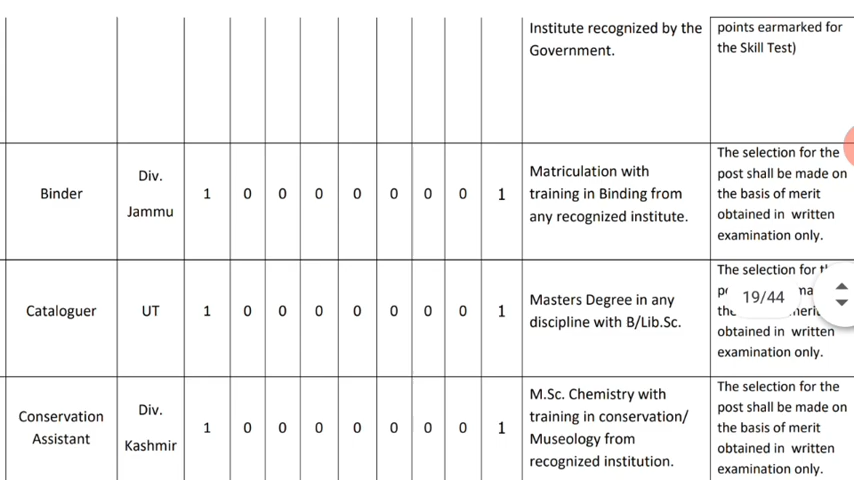 Institute recognized by the
Government.
points earmarked for
the Skill Test)
Binder
Div.
Jammu
1 0 0 0 0 0 0 0 1
Matriculation with
training in Binding from
any recognized institute.
The selection for the
post shall be made on
the basis of merit
obtained in written
examination only.
Cataloguer
UT
1 0 0 0 0 0 0 0 1
Masters Degree in any
discipline with B/Lib.Sc.
The selection for
obtained in written
examination only.
19/44
Conservation
Assistant
Div.
Kashmir
1 0 0 0 0 0 0 0 1
M.Sc. Chemistry with
training in conservation/
Museology from
recognized institution.
The selection for the
post shall be made on
the basis of merit
obtained in written
examination only.